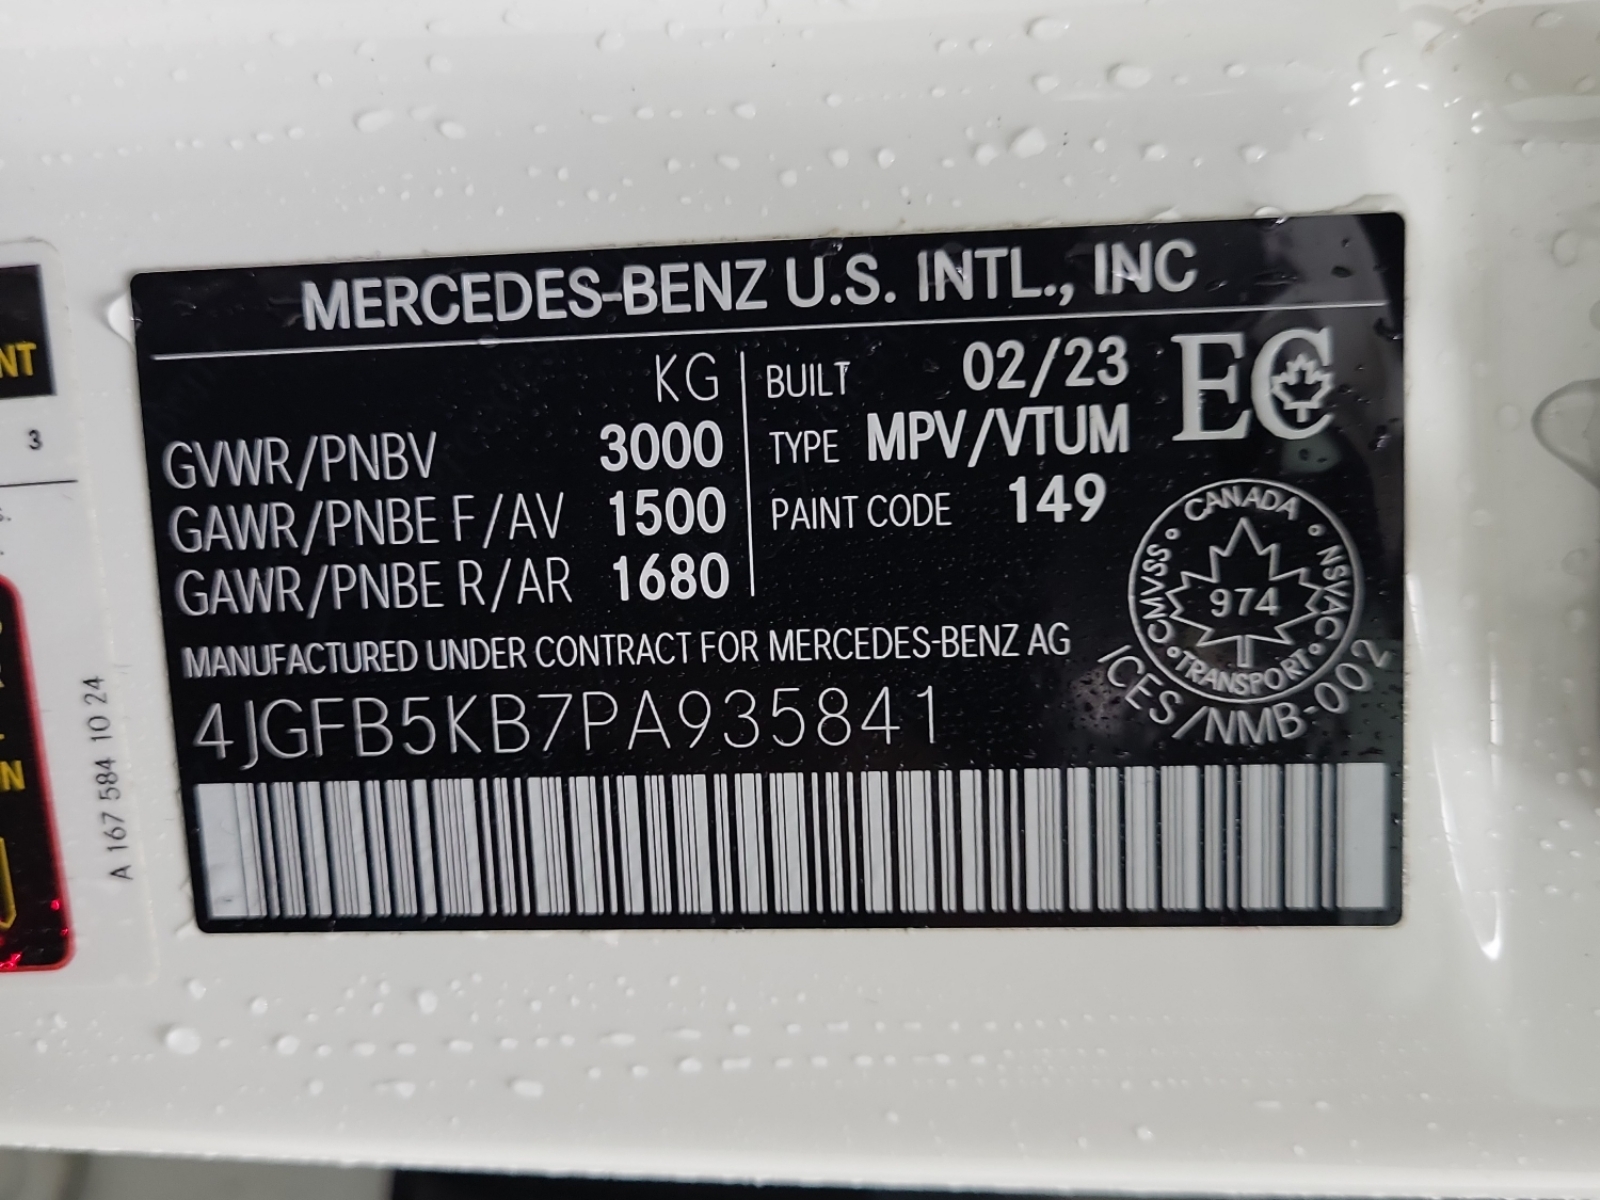 MERCEDES-BENZ U.S. INTL., INC
KG
GVWR/PNBV 3000
GAWR/PNBE F/AV 1500
GAWR/PNBE R/AR 1680
BUILT 02/23
TYPE MPV/VTUM
PAINT CODE 149
EC
CANADA
CMVSS • NSVAC
974
TRANSPORT
ICES/NMB-002
MANUFACTURED UNDER CONTRACT FOR MERCEDES-BENZ AG
4JGFB5KB7PA935841
NT
3
s.
N
A 167 584 10 24